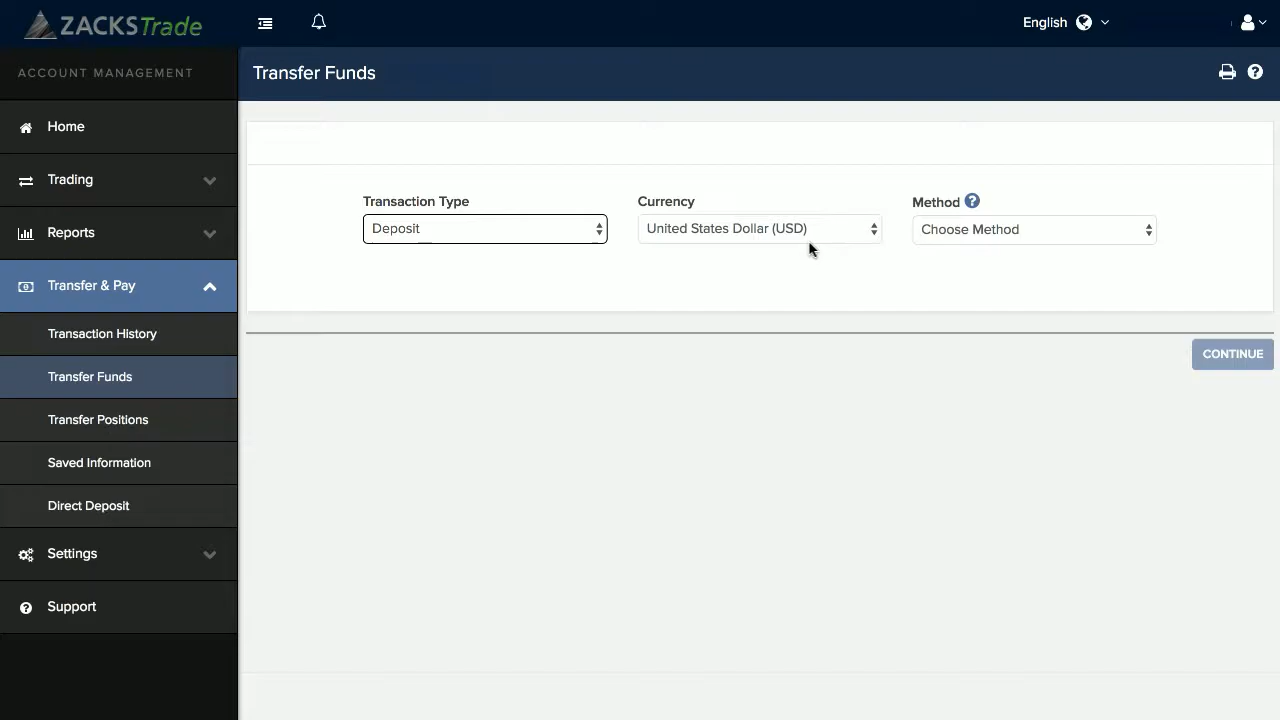 ZACKSTrade
English
ACCOUNT MANAGEMENT
Transfer Funds
Home
Trading
Reports
Transfer & Pay
Transaction History
Transfer Funds
Transfer Positions
Saved Information
Direct Deposit
Settings
Support
Transaction Type
Deposit
Currency
United States Dollar (USD)
Method
Choose Method
CONTINUE